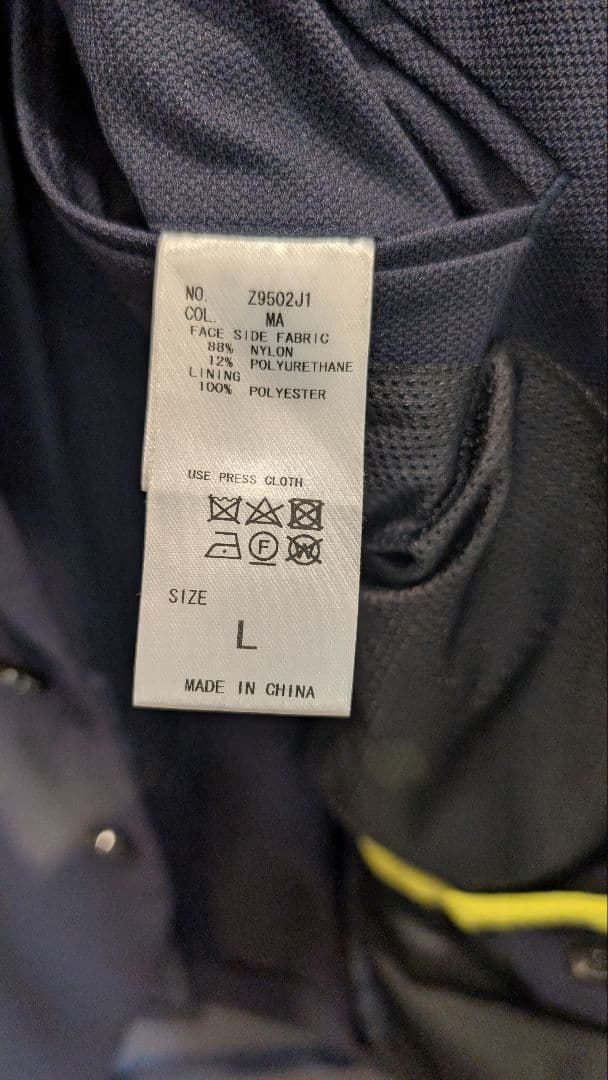 NO. Z9502J1
COL. MA
FACE SIDE FABRIC
88% NYLON
12% POLYURETHANE
LINING
100% POLYESTER
USE PRESS CLOTH
F W
SIZE
L
MADE IN CHINA